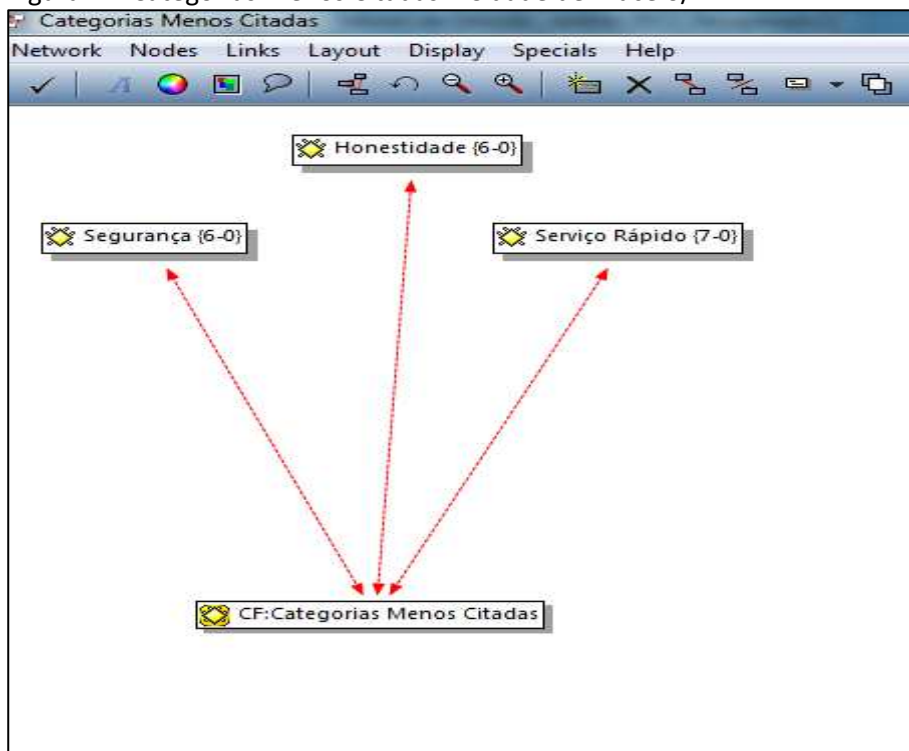 Categorias Menos Citadas
Network Nodes Links Layout Display Specials Help
Honestidade {6-0}
Segurança {6-0}
Serviço Rápido {7-0}
CF:Categorias Menos Citadas